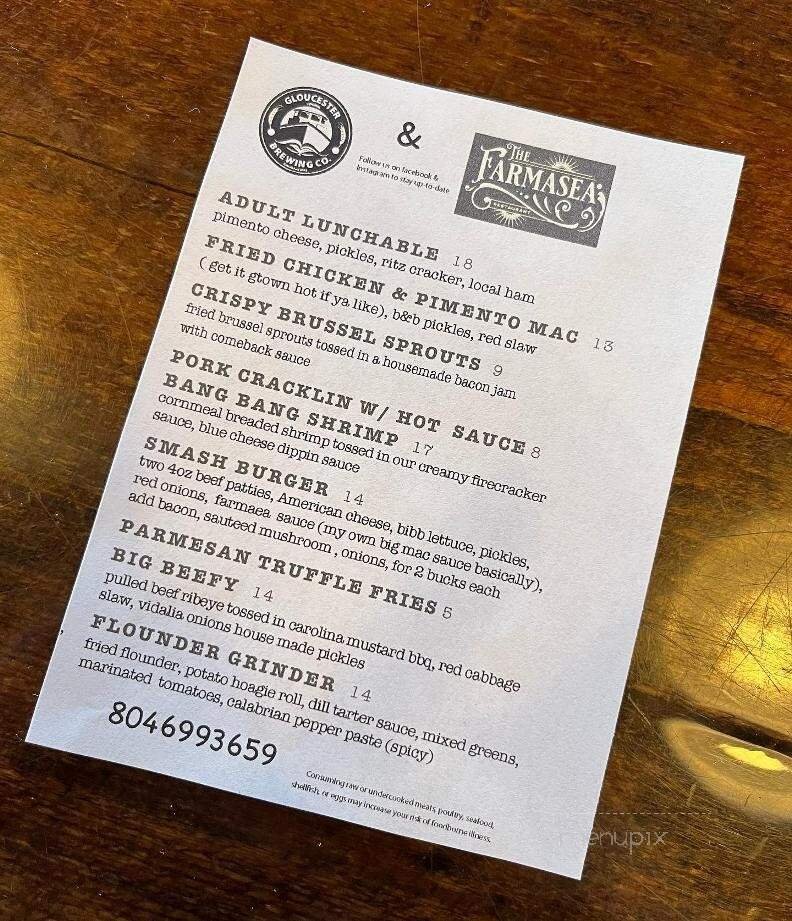 GLOUCESTER
BREWING CO.
&
Follow us on facebook &
Instagram to stay up-to-date
THE
FARMASEA
RESTAURANT
ADULT LUNCHABLE 18
pimento cheese, pickles, ritz cracker, local ham
FRIED CHICKEN & PIMENTO MAC 13
( get it gtown hot if ya like), b&b pickles, red slaw
CRISPY BRUSSEL SPROUTS 9
fried brussel sprouts tossed in a housemade bacon jam
with comeback sauce
PORK CRACKLIN W/ HOT SAUCE 8
BANG BANG SHRIMP 17
cornmeal breaded shrimp tossed in our creamy firecracker
sauce, blue cheese dippin sauce
SMASH BURGER 14
two 4oz beef patties, American cheese, bibb lettuce, pickles,
red onions, farmaea sauce (my own big mac sauce basically),
add bacon, sauteed mushroom , onions, for 2 bucks each
PARMESAN TRUFFLE FRIES 5
BIG BEEFY 14
pulled beef ribeye tossed in carolina mustard bbq, red cabbage
slaw, vidalia onions house made pickles
FLOUNDER GRINDER 14
fried flounder, potato hoagie roll, dill tarter sauce, mixed greens,
marinated tomatoes, calabrian pepper paste (spicy)
8046993659
Consuming raw or undercooked meats, poultry, seafood,
shellfish, or eggs may increase your risk of foodborne illness.
menupix